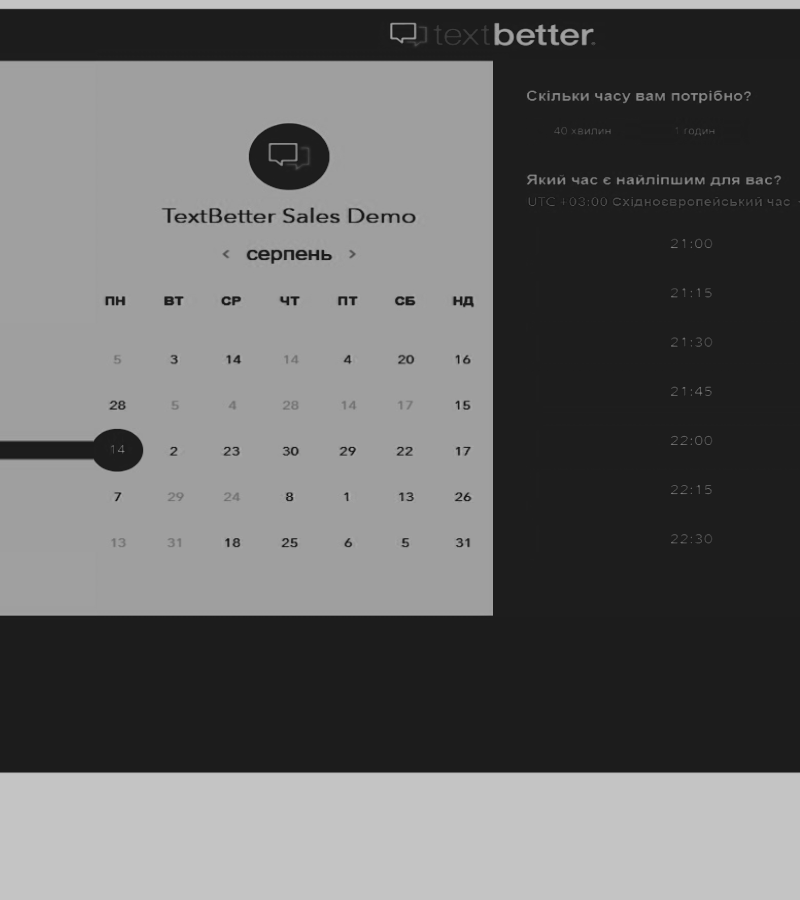 textbetter.
TextBetter Sales Demo
< серпень >
ПН ВТ СР ЧТ ПТ СБ НД
5 3 14 14 4 20 16
28 5 4 28 14 17 15
14 2 23 30 29 22 17
7 29 24 8 1 13 26
13 31 18 25 6 5 31
Скільки часу вам потрібно?
40 хвилин 1 годин
Який час є найліпшим для вас?
UTC +03:00 Східноєвропейський час
21:00
21:15
21:30
21:45
22:00
22:15
22:30